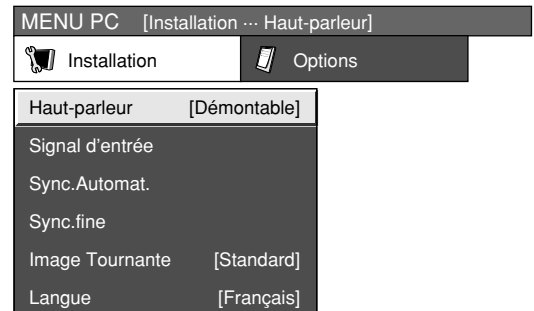 MENU PC [Installation ··· Haut-parleur]
Installation Options
Haut-parleur [Démontable]
Signal d’entrée
Sync.Automat.
Sync.fine
Image Tournante [Standard]
Langue [Français]